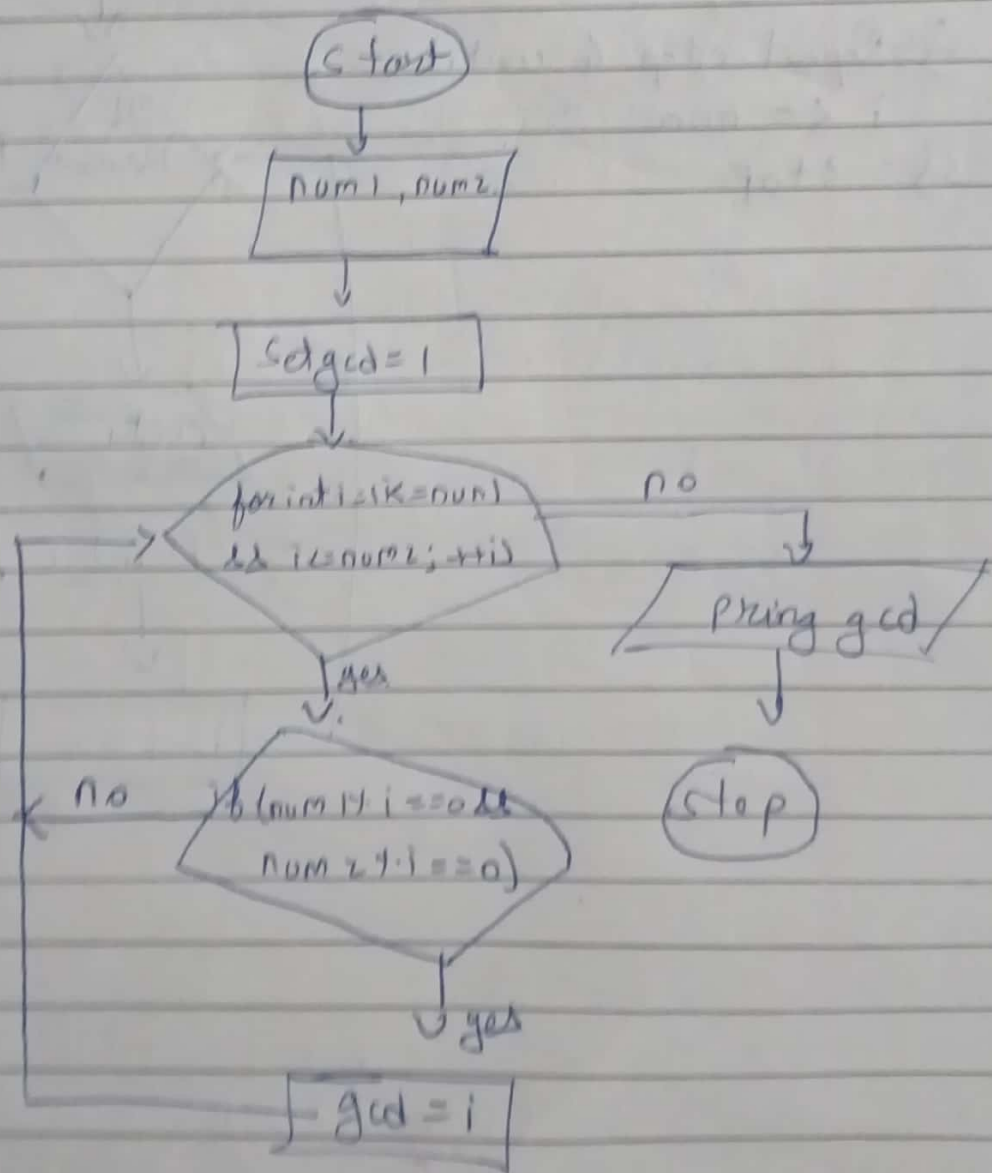 start
num1, num2
Set gcd = 1
for int i=1 i<=num1
&& i<=num2; ++i)
no
pring gcd
yes
stop
no
if (num1 % i ==0 &&
num2 % i ==0)
yes
gcd = i